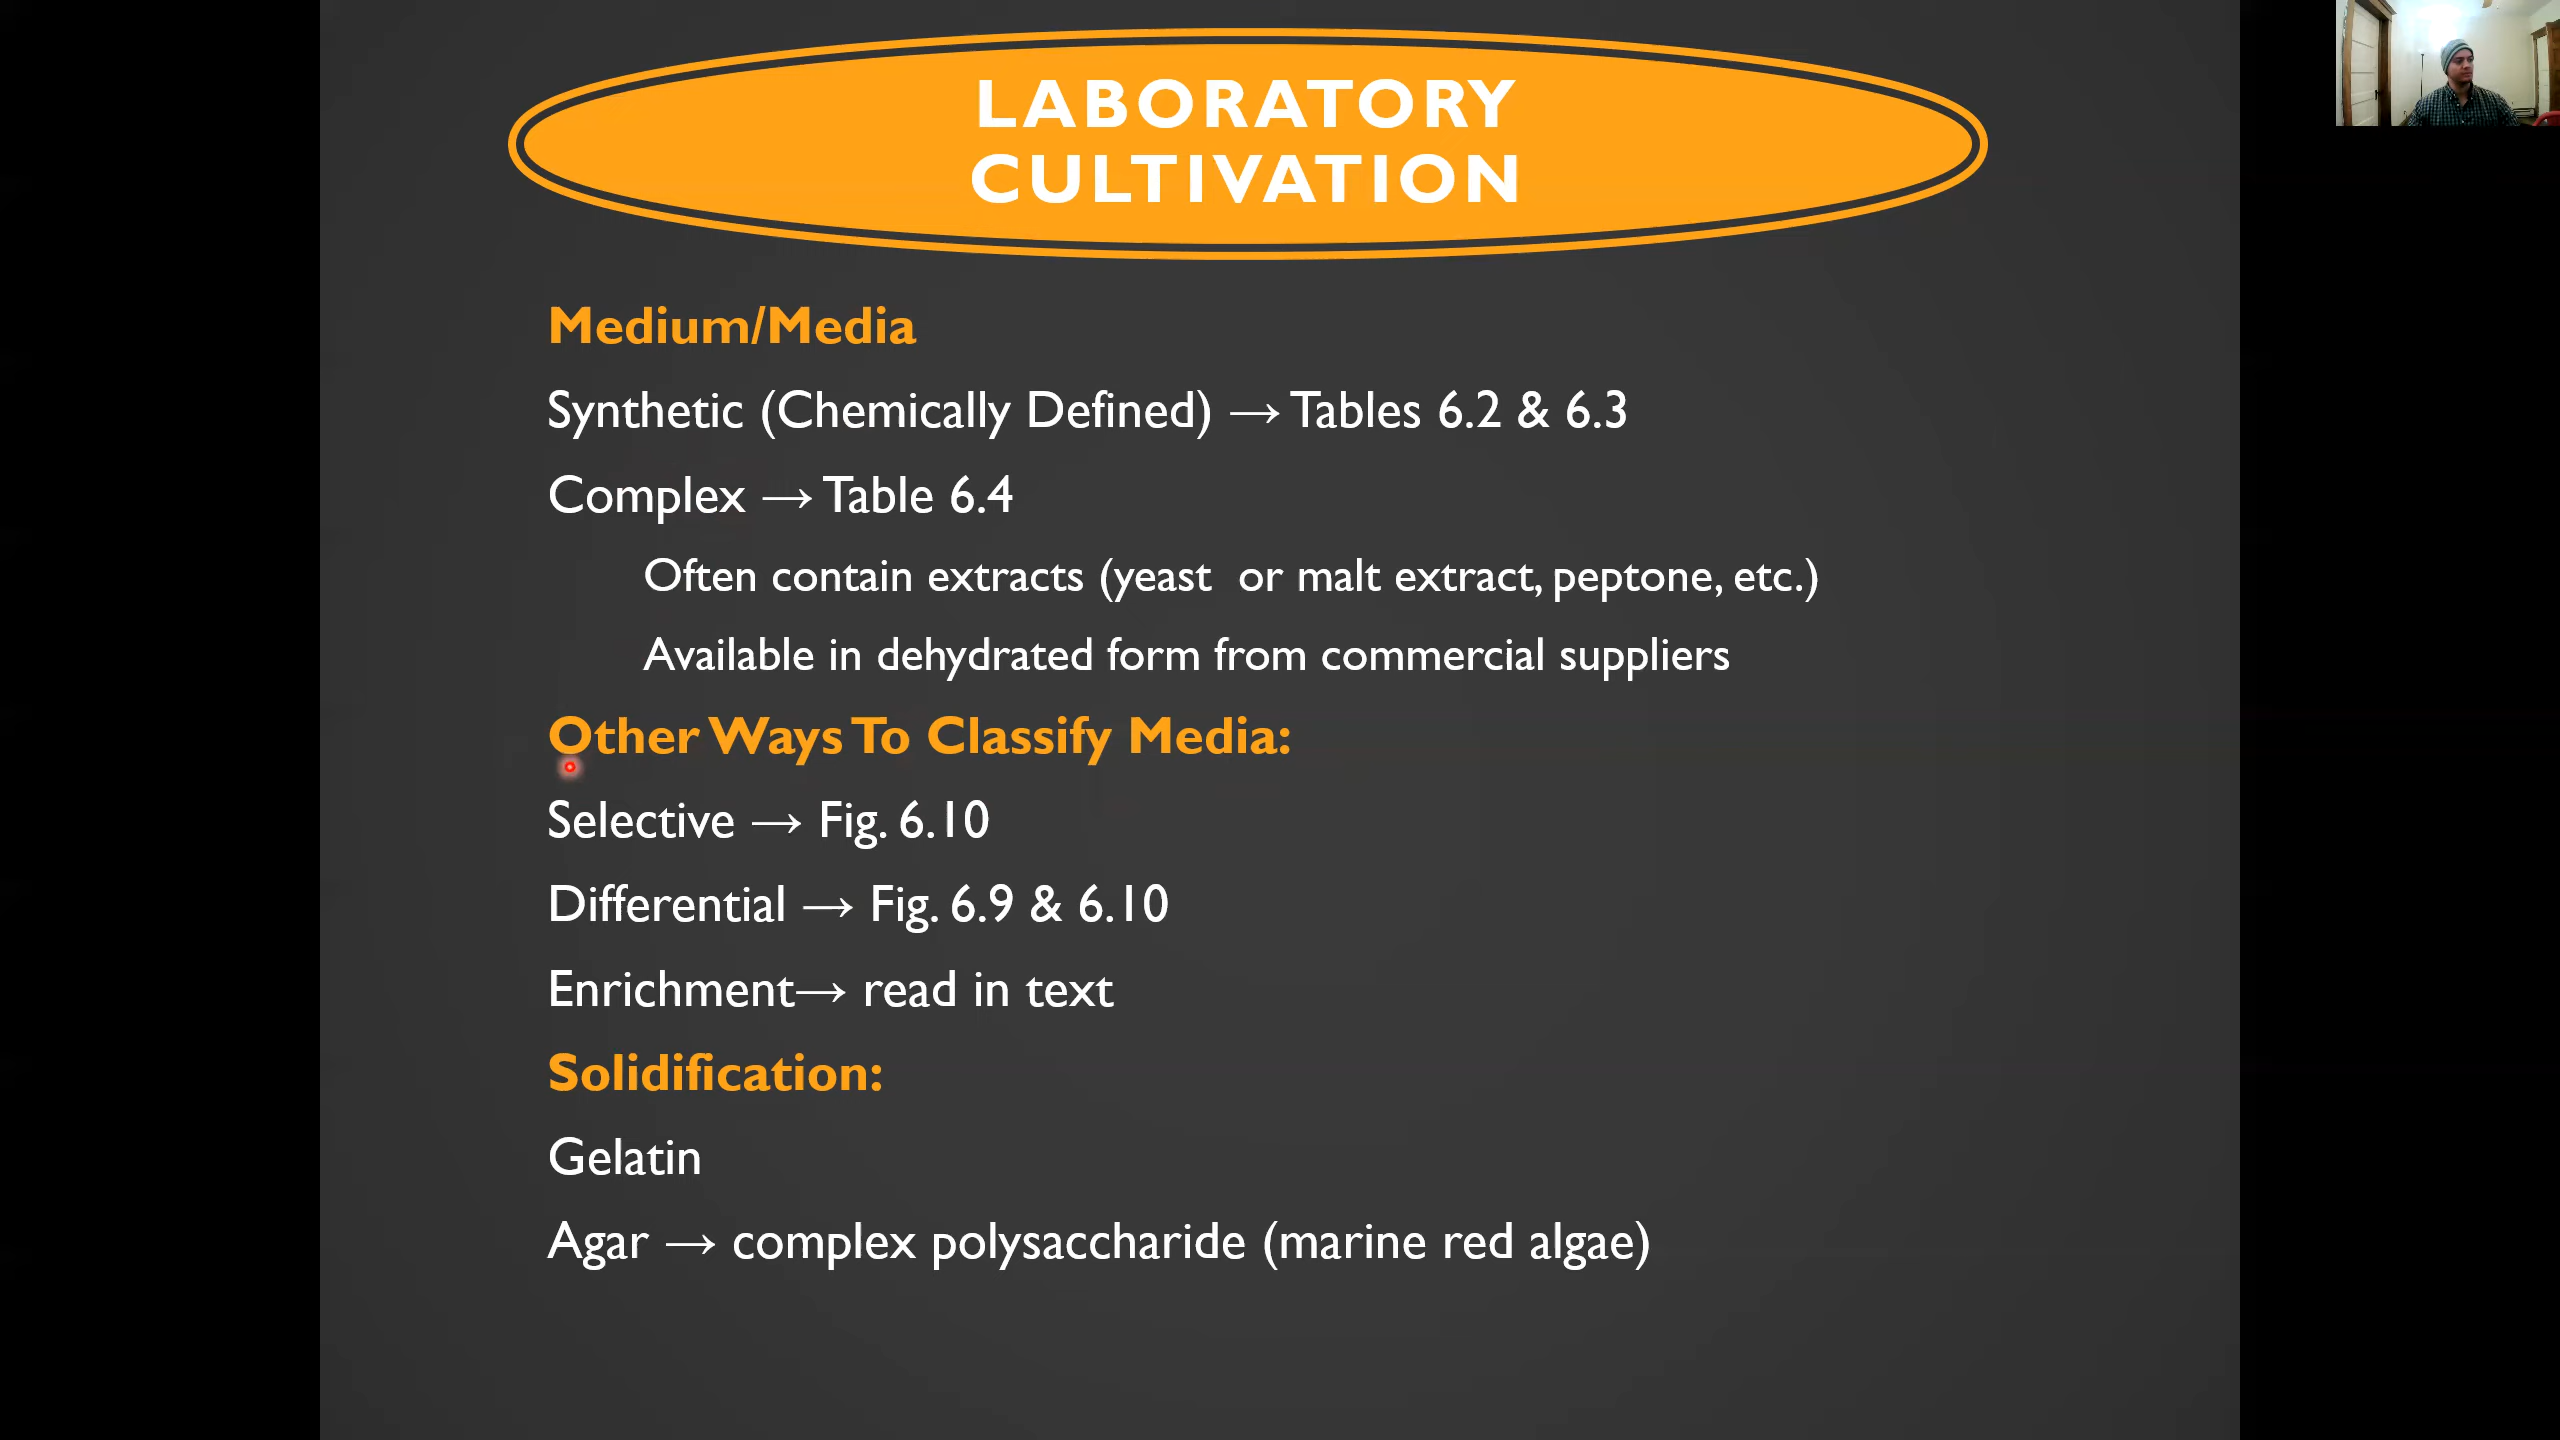 LABORATORY
CULTIVATION
Medium/Media
Synthetic (Chemically Defined) → Tables 6.2 & 6.3
Complex → Table 6.4
Often contain extracts (yeast  or malt extract, peptone, etc.)
Available in dehydrated form from commercial suppliers
Other Ways To Classify Media:
Selective → Fig. 6.10
Differential → Fig. 6.9 & 6.10
Enrichment→ read in text
Solidification:
Gelatin
Agar → complex polysaccharide (marine red algae)